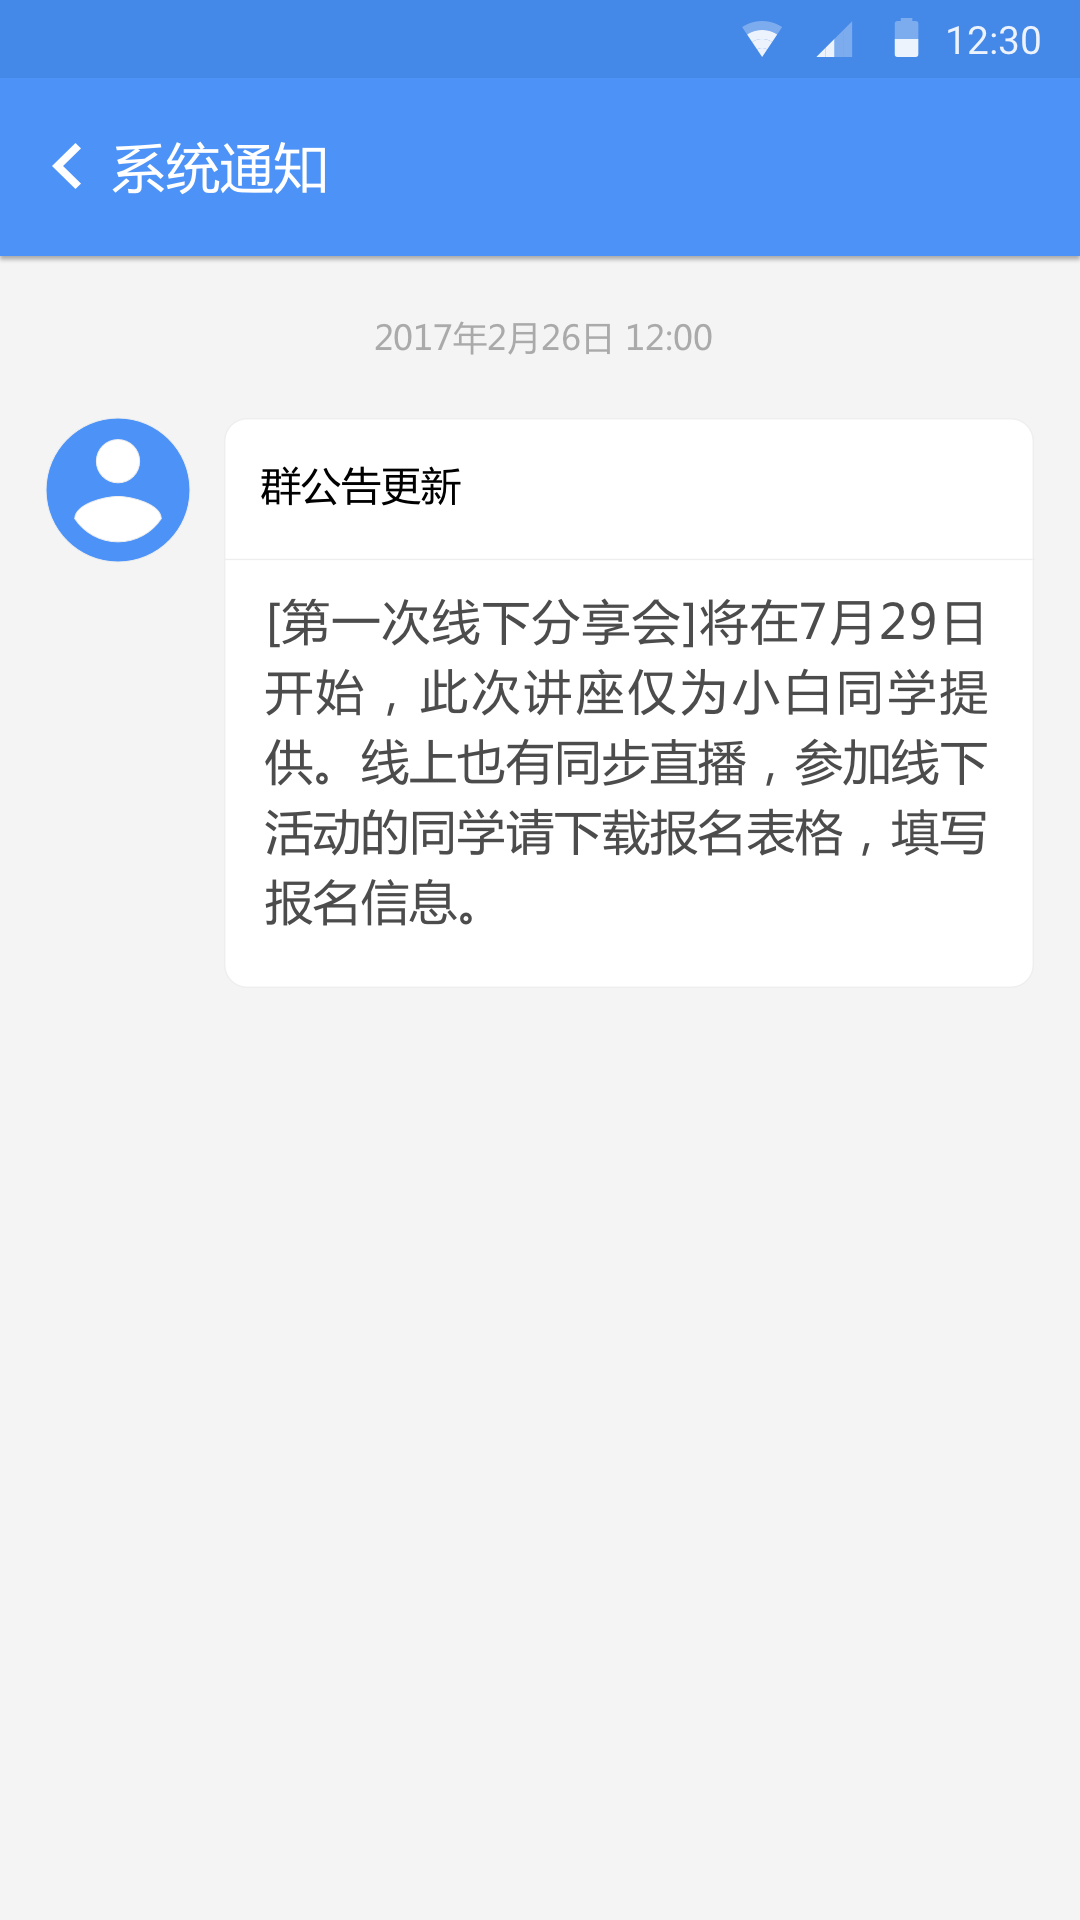 12:30
系统通知
2017年2月26日 12:00
群公告更新
[第一次线下分享会]将在7月29日
开始，此次讲座仅为小白同学提
供。线上也有同步直播，参加线下
活动的同学请下载报名表格，填写
报名信息。